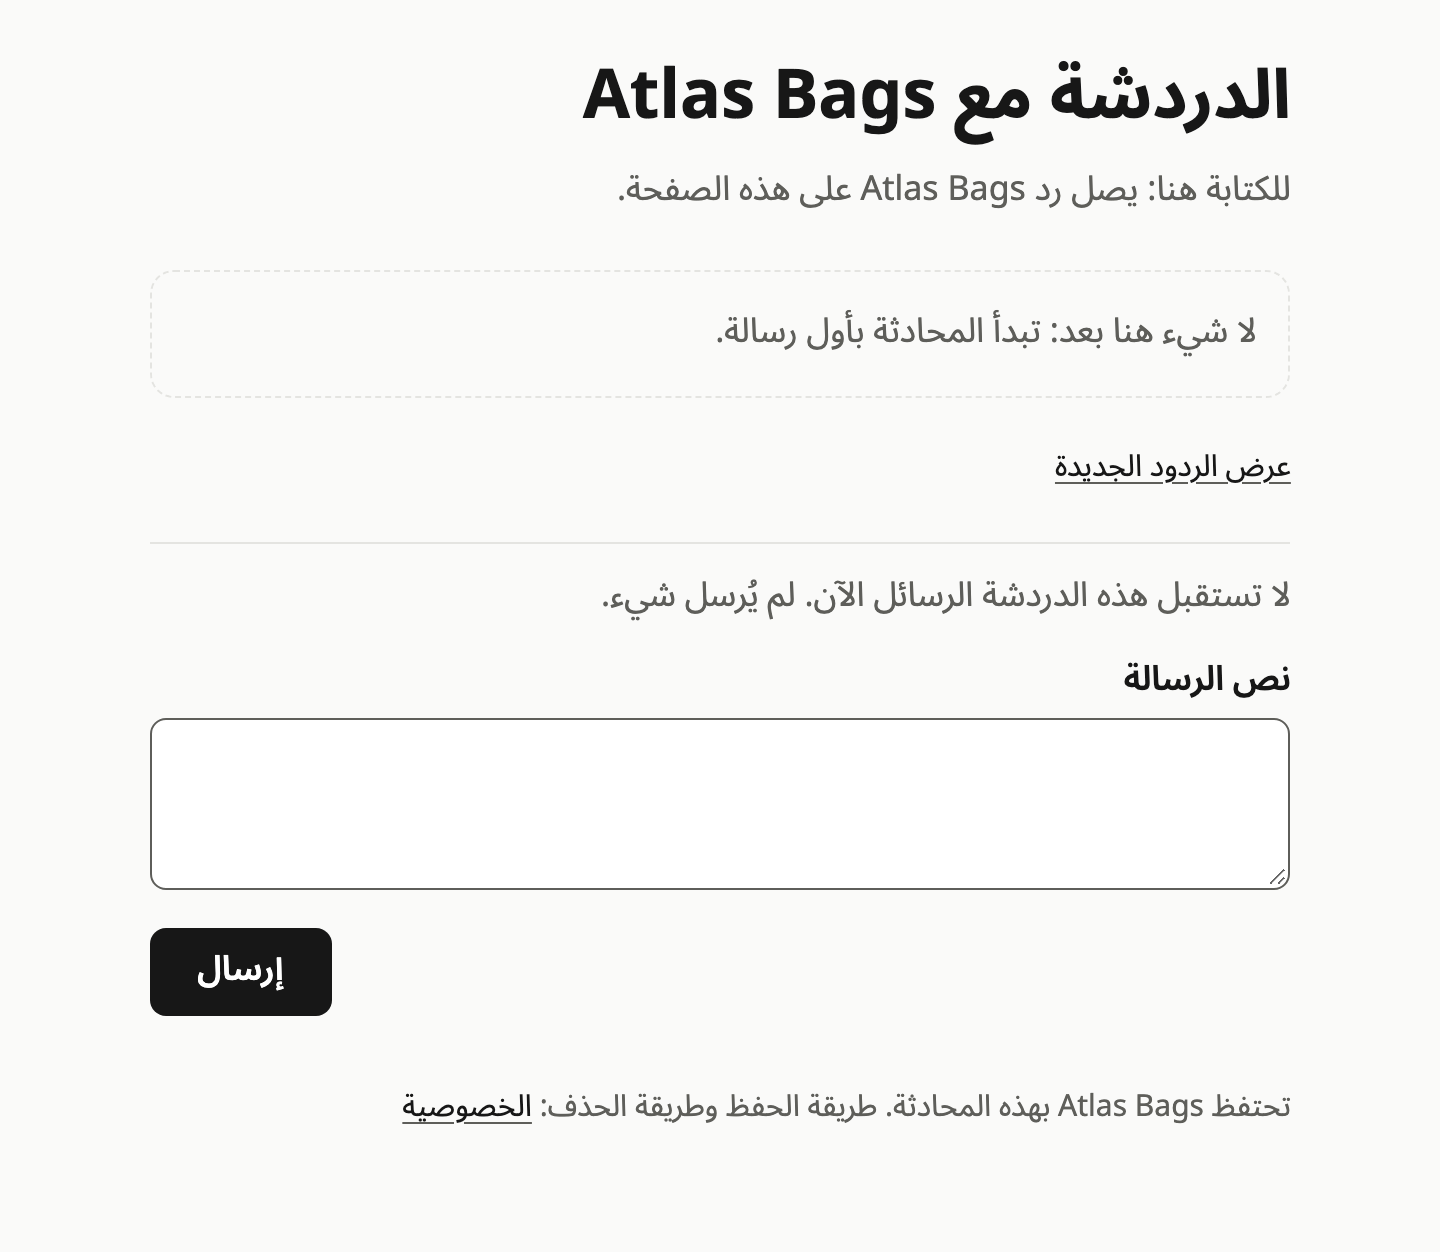 الدردشة مع Atlas Bags
للكتابة هنا: يصل رد Atlas Bags على هذه الصفحة.
لا شيء هنا بعد: تبدأ المحادثة بأول رسالة.
عرض الردود الجديدة
لا تستقبل هذه الدردشة الرسائل الآن. لم يُرسل شيء.
نص الرسالة
إرسال
تحتفظ Atlas Bags بهذه المحادثة. طريقة الحفظ وطريقة الحذف: الخصوصية